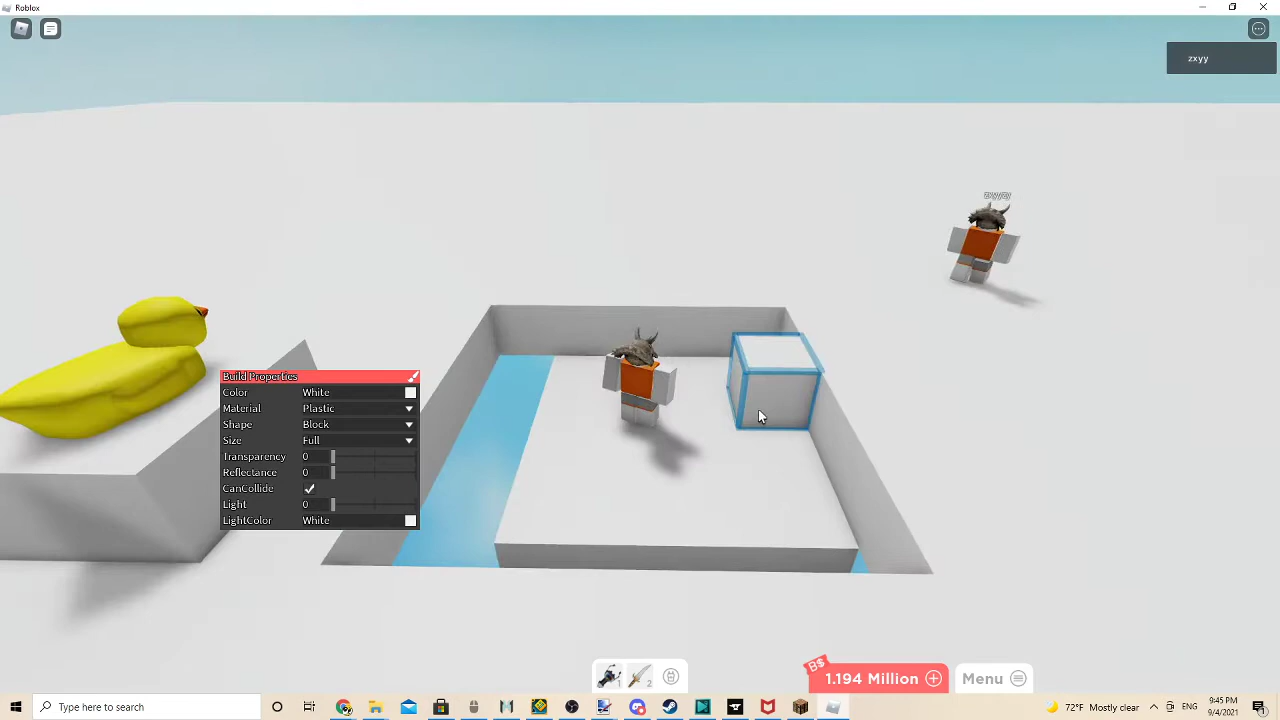 Roblox
zxyy
Build Properties
Color White
Material Plastic
Shape Block
Size Full
Transparency 0
Reflectance 0
CanCollide
Light 0
LightColor White
1 2
B$
1.194 Million
Menu
Type here to search
72°F Mostly clear
ENG
9:45 PM
9/4/2021